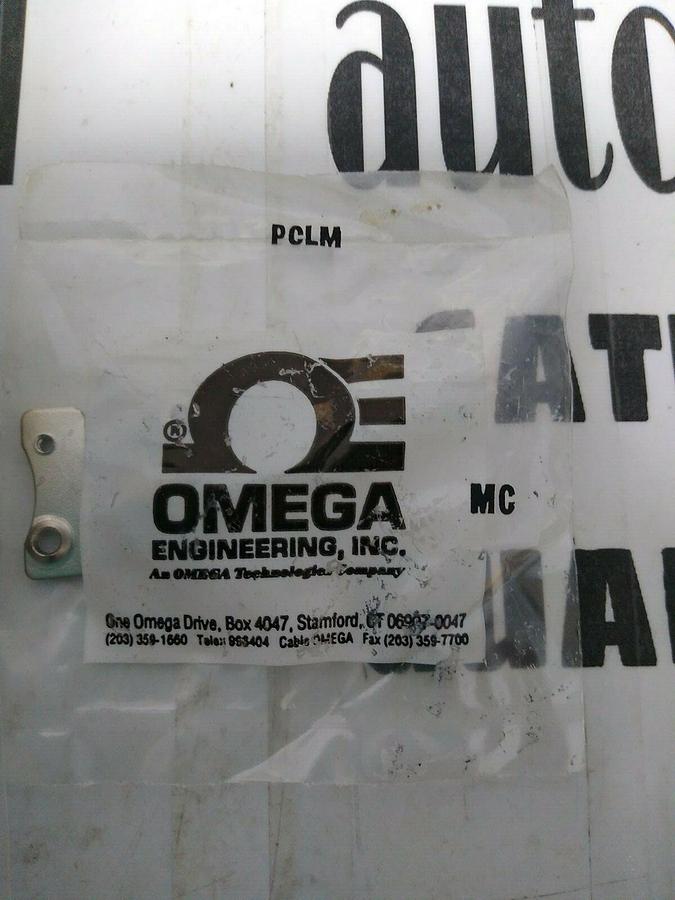 auto
PCLM
OE
®
OMEGA
MC
ENGINEERING, INC.
An OMEGA Technologies Company
One Omega Drive, Box 4047, Stamford, CT 06907-0047
(203) 359-1660 Telex 996404 Cable OMEGA Fax (203) 359-7700